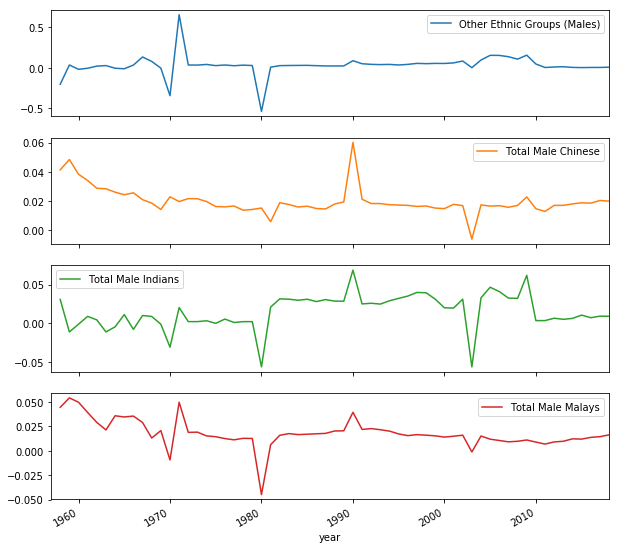 0.5
0.0
−0.5
Other Ethnic Groups (Males)
0.06
0.04
0.02
0.00
Total Male Chinese
0.05
0.00
−0.05
Total Male Indians
0.050
0.025
0.000
−0.025
−0.050
Total Male Malays
1960 1970 1980 1990 2000 2010
year